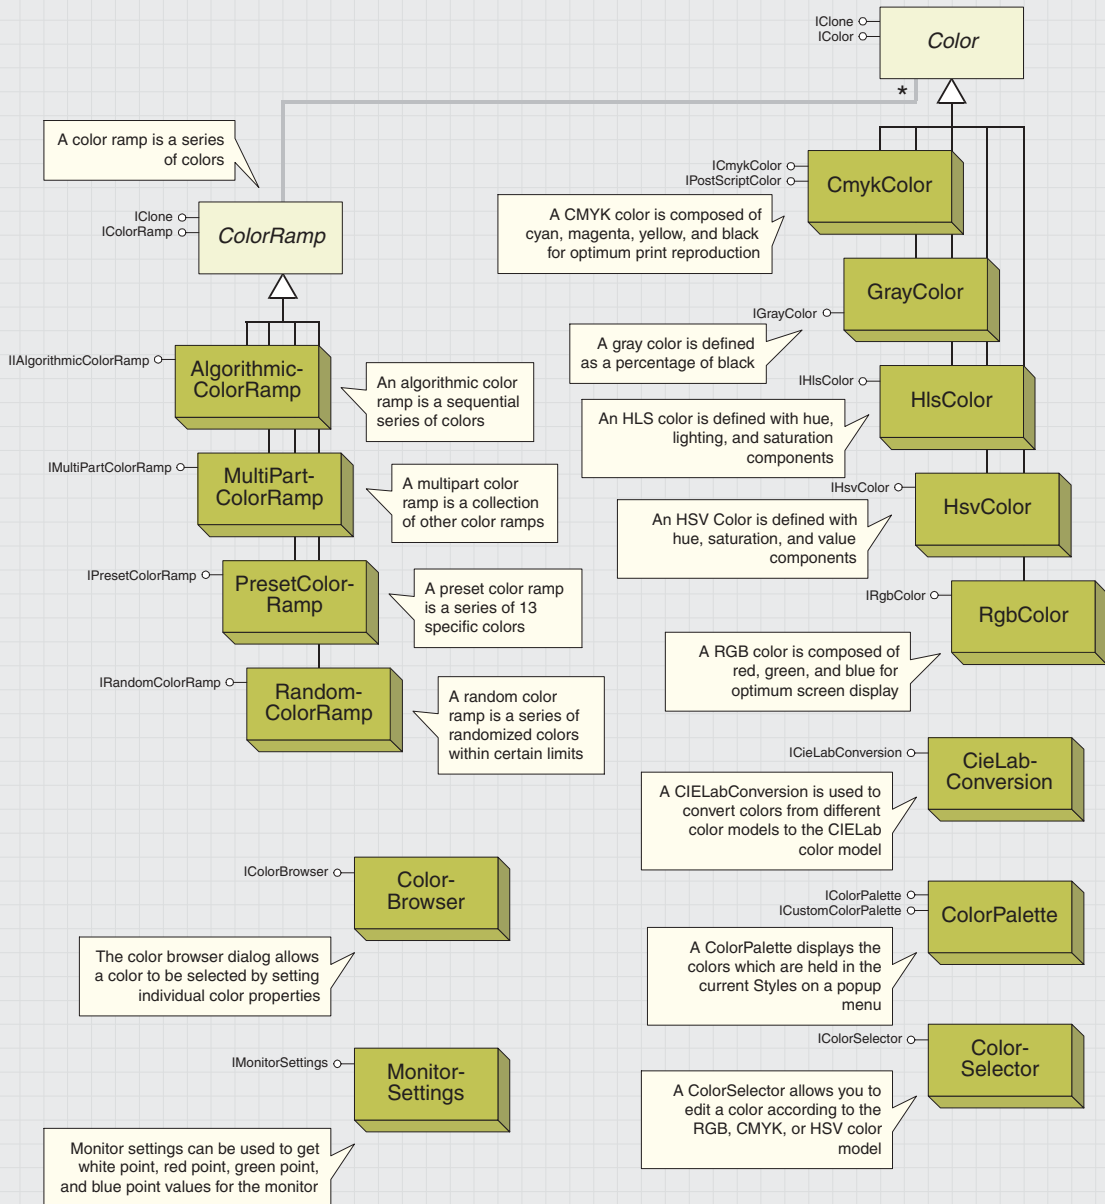 IClone
IColor
Color
*
A color ramp is a series
of colors
IClone
IColorRamp
ColorRamp
ICmykColor
IPostScriptColor
CmykColor
A CMYK color is composed of
cyan, magenta, yellow, and black
for optimum print reproduction
GrayColor
IGrayColor
A gray color is defined
as a percentage of black
IIAlgorithmicColorRamp
Algorithmic-
ColorRamp
An algorithmic color
ramp is a sequential
series of colors
IHlsColor
HlsColor
An HLS color is defined with hue,
lighting, and saturation
components
IMultiPartColorRamp
MultiPart-
ColorRamp
A multipart color
ramp is a collection
of other color ramps
IHsvColor
HsvColor
An HSV Color is defined with
hue, saturation, and value
components
IPresetColorRamp
PresetColor-
Ramp
A preset color ramp
is a series of 13
specific colors
IRgbColor
RgbColor
A RGB color is composed of
red, green, and blue for
optimum screen display
IRandomColorRamp
Random-
ColorRamp
A random color
ramp is a series of
randomized colors
within certain limits
ICieLabConversion
CieLab-
Conversion
A CIELabConversion is used to
convert colors from different
color models to the CIELab
color model
IColorBrowser
Color-
Browser
The color browser dialog allows
a color to be selected by setting
individual color properties
IColorPalette
ICustomColorPalette
ColorPalette
A ColorPalette displays the
colors which are held in the
current Styles on a popup
menu
IMonitorSettings
Monitor-
Settings
Monitor settings can be used to get
white point, red point, green point,
and blue point values for the monitor
IColorSelector
Color-
Selector
A ColorSelector allows you to
edit a color according to the
RGB, CMYK, or HSV color
model